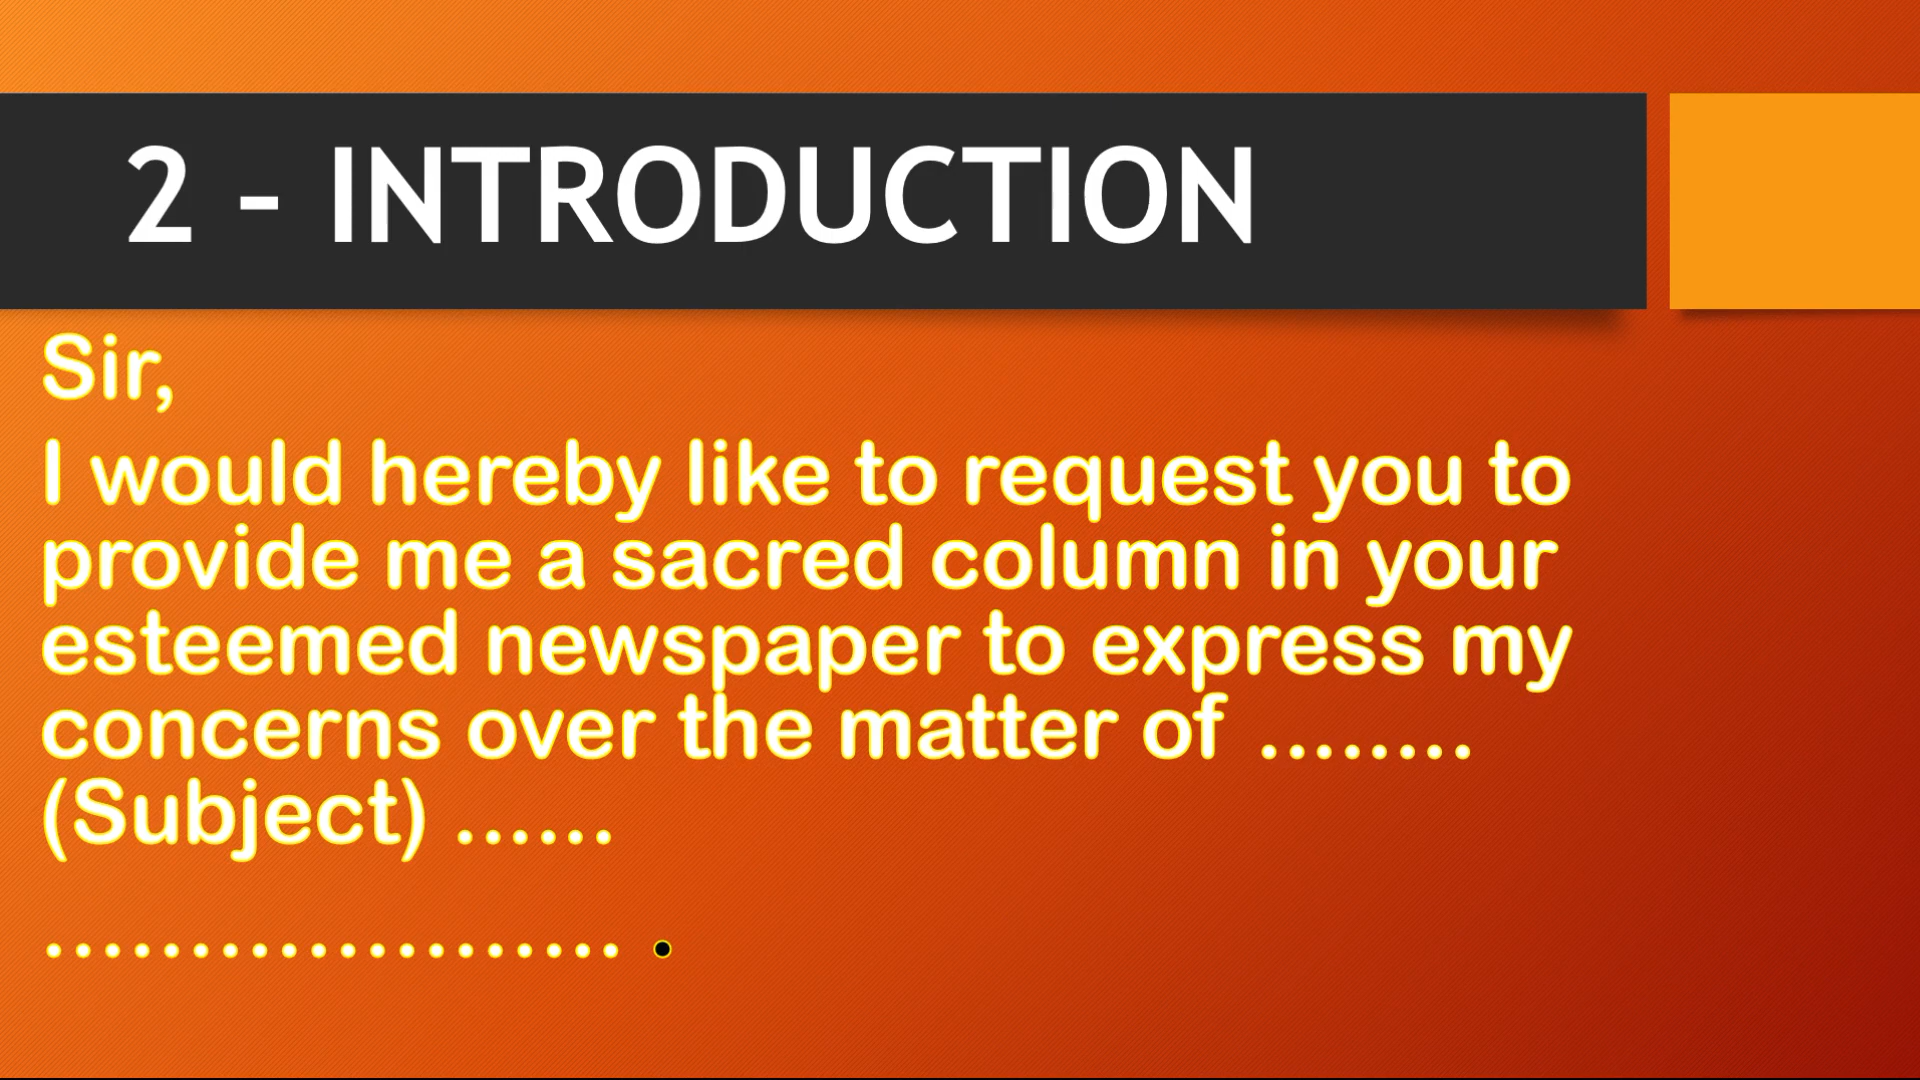 2 - INTRODUCTION
Sir,
I would hereby like to request you to
provide me a sacred column in your
esteemed newspaper to express my
concerns over the matter of ........
(Subject) ......
.................... .